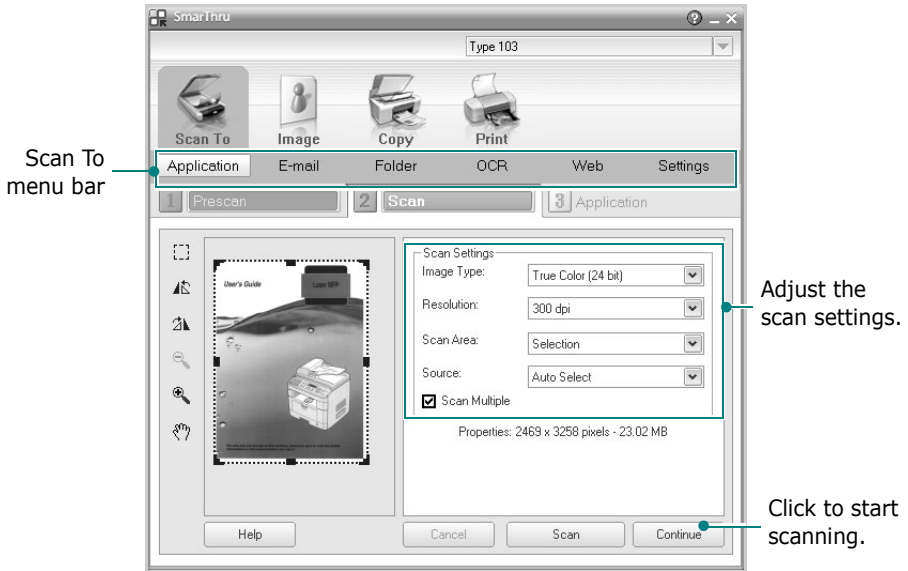 SmarThru
Type 103
Scan To
Image
Copy
Print
Scan To
menu bar
Application
E-mail
Folder
OCR
Web
Settings
1 Prescan
2 Scan
3 Application
User's Guide
Laser MFP
Scan Settings
Image Type:
True Color (24 bit)
Resolution:
300 dpi
Scan Area:
Selection
Source:
Auto Select
Scan Multiple
Properties: 2469 x 3258 pixels - 23.02 MB
Adjust the
scan settings.
Help
Cancel
Scan
Continue
Click to start
scanning.